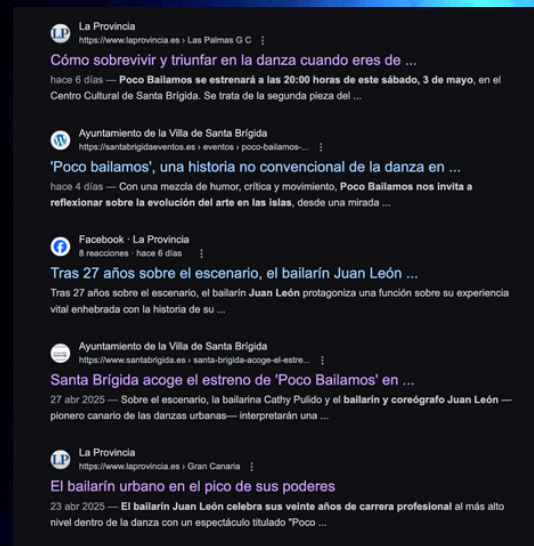 LP
La Provincia
https://www.laprovincia.es › Las Palmas G C
Cómo sobrevivir y triunfar en la danza cuando eres de ...
hace 6 días — Poco Bailamos se estrenará a las 20:00 horas de este sábado, 3 de mayo, en el
Centro Cultural de Santa Brígida. Se trata de la segunda pieza del ...
Ayuntamiento de la Villa de Santa Brígida
https://santabrigidaeventos.es › eventos › poco-bailamos-...
'Poco bailamos', una historia no convencional de la danza en ...
hace 4 días — Con una mezcla de humor, crítica y movimiento, Poco Bailamos nos invita a
reflexionar sobre la evolución del arte en las islas, desde una mirada ...
Facebook · La Provincia
8 reacciones · hace 6 días
Tras 27 años sobre el escenario, el bailarín Juan León ...
Tras 27 años sobre el escenario, el bailarín Juan León protagoniza una función sobre su experiencia
vital enhebrada con la historia de su ...
Ayuntamiento de la Villa de Santa Brígida
https://www.santabrigida.es › santa-brigida-acoge-el-estre...
Santa Brígida acoge el estreno de 'Poco Bailamos' en ...
27 abr 2025 — Sobre el escenario, la bailarina Cathy Pulido y el bailarín y coreógrafo Juan León —
pionero canario de las danzas urbanas— interpretarán una ...
LP
La Provincia
https://www.laprovincia.es › Gran Canaria
El bailarín urbano en el pico de sus poderes
23 abr 2025 — El bailarín Juan León celebra sus veinte años de carrera profesional al más alto
nivel dentro de la danza con un espectáculo titulado "Poco ...